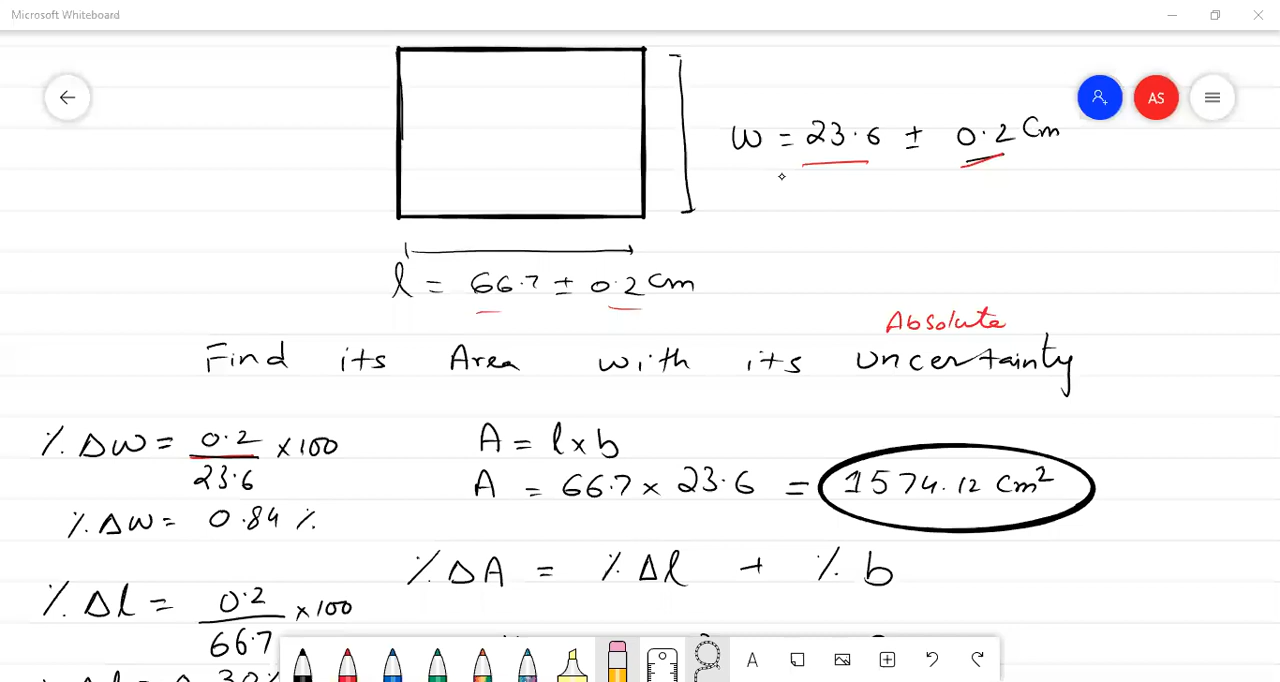 Microsoft Whiteboard
AS
w = 23.6 ± 0.2 Cm
l = 66.7 ± 0.2 cm
Absolute
Find its Area with its uncertainty
% Δw = 0.2 / 23.6 × 100
% Δw = 0.84 %
A = l × b
A = 66.7 × 23.6 = 1574.12 cm²
% ΔA = % Δl + % b
% Δl = 0.2 / 66.7 × 100
A